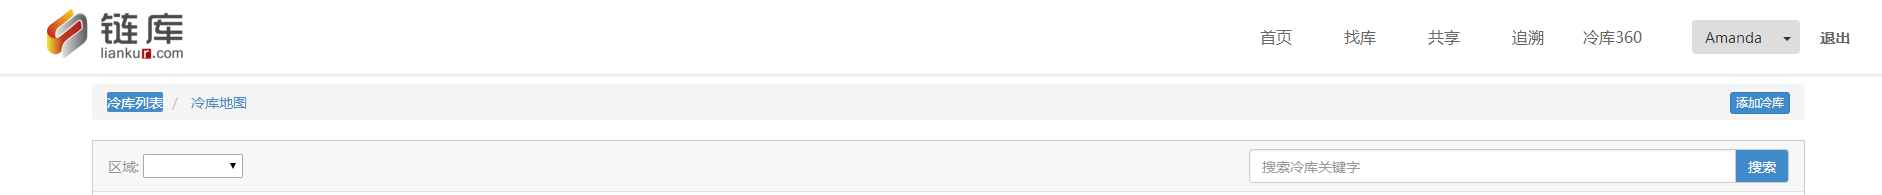 链库
liankur.com
首页 找库 共享 追溯 冷库360 Amanda 退出
冷库列表 / 冷库地图 添加冷库
区域: 搜索冷库关键字 搜索